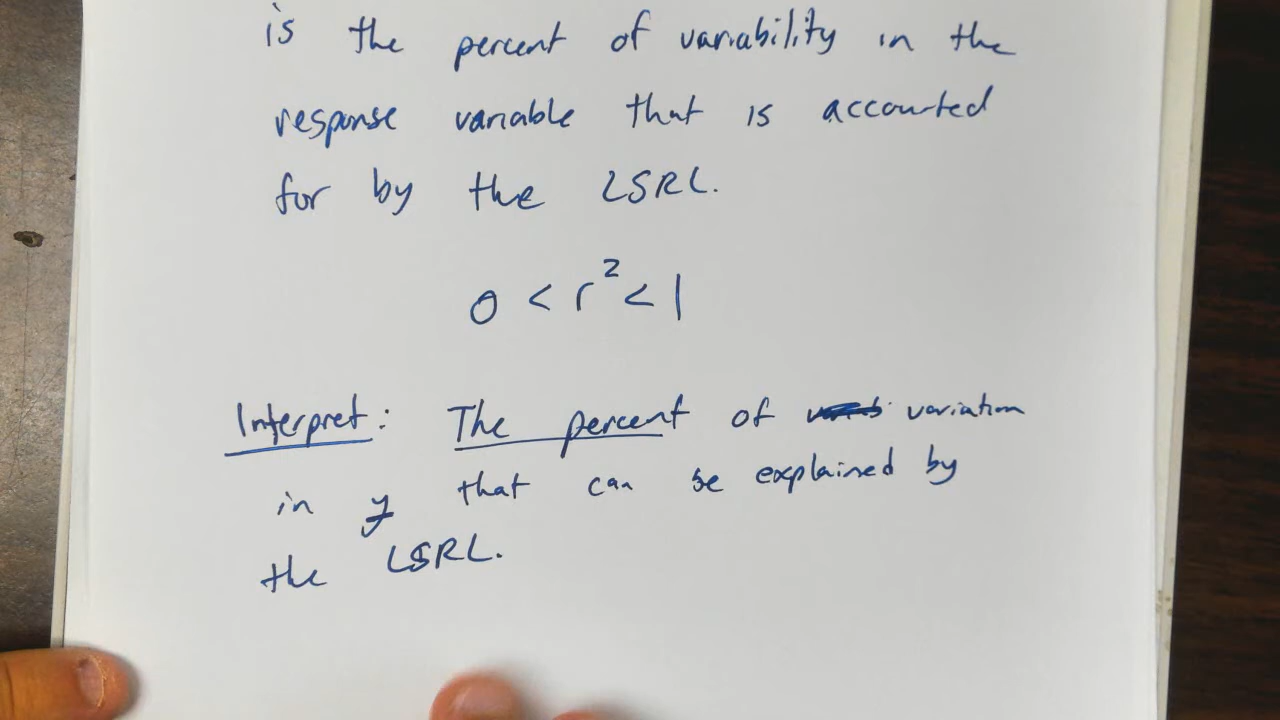 is the percent of variability in the
response variable that is accounted
for by the LSRL.
0 < r² < 1
Interpret: The percent of variation
in y that can be explained by
the LSRL.